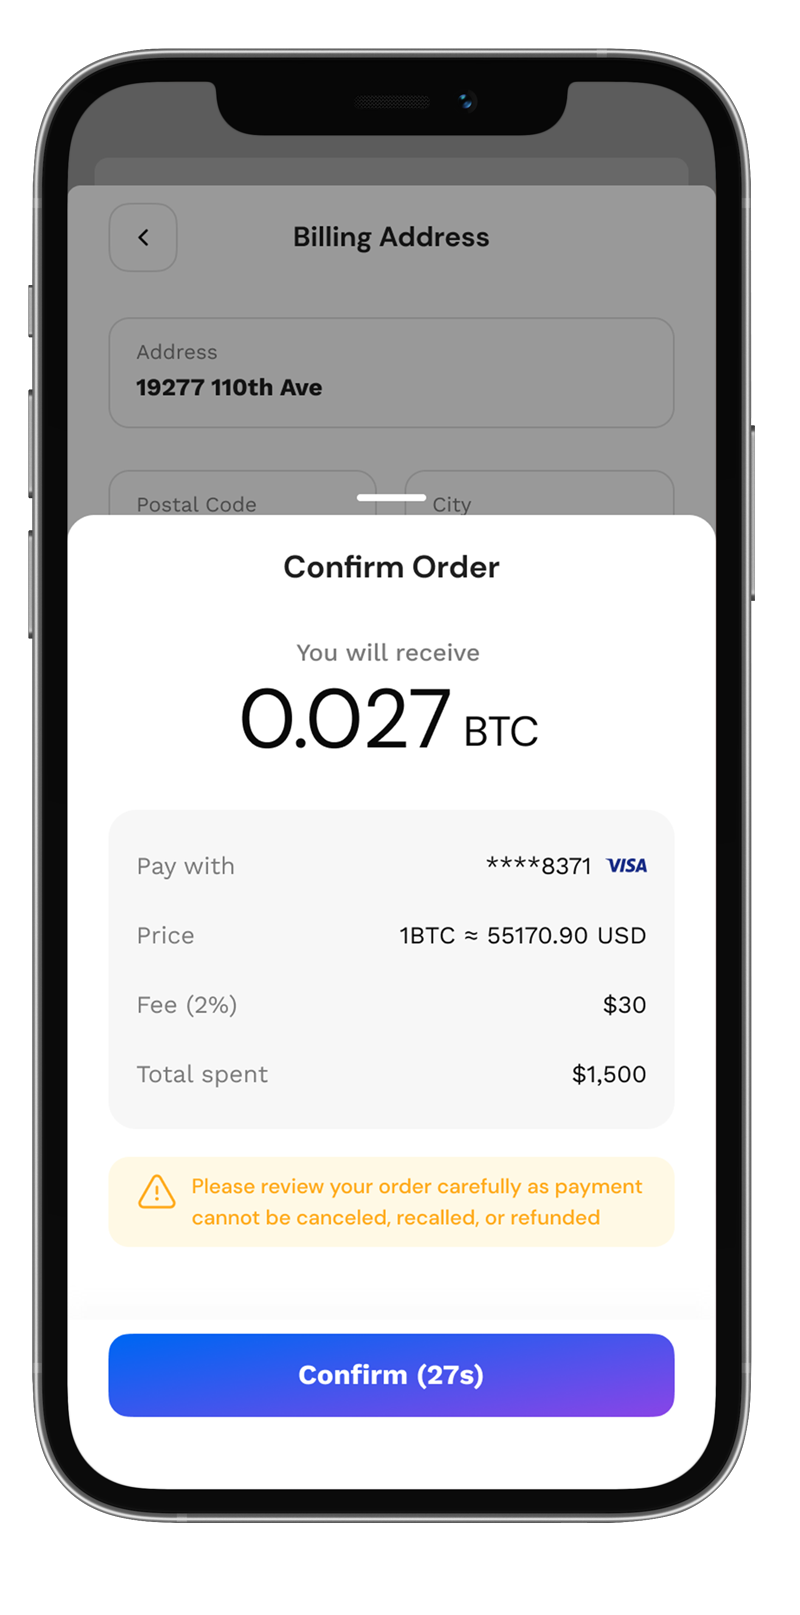 Billing Address
Address
19277 110th Ave
Postal Code City
Confirm Order
You will receive
0.027 BTC
Pay with ****8371 VISA
Price 1BTC ≈ 55170.90 USD
Fee (2%) $30
Total spent $1,500
Please review your order carefully as payment
cannot be canceled, recalled, or refunded
Confirm (27s)